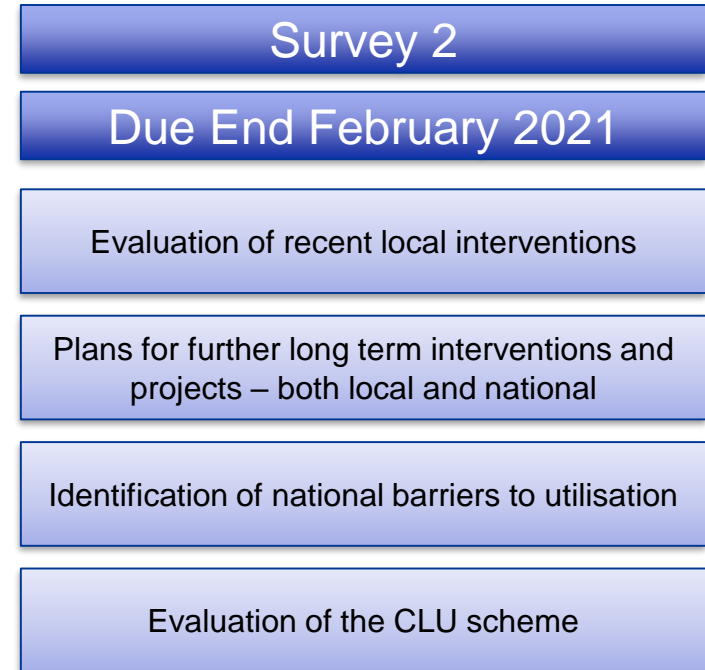 Survey 2
Due End February 2021
Evaluation of recent local interventions
Plans for further long term interventions and
projects – both local and national
Identification of national barriers to utilisation
Evaluation of the CLU scheme